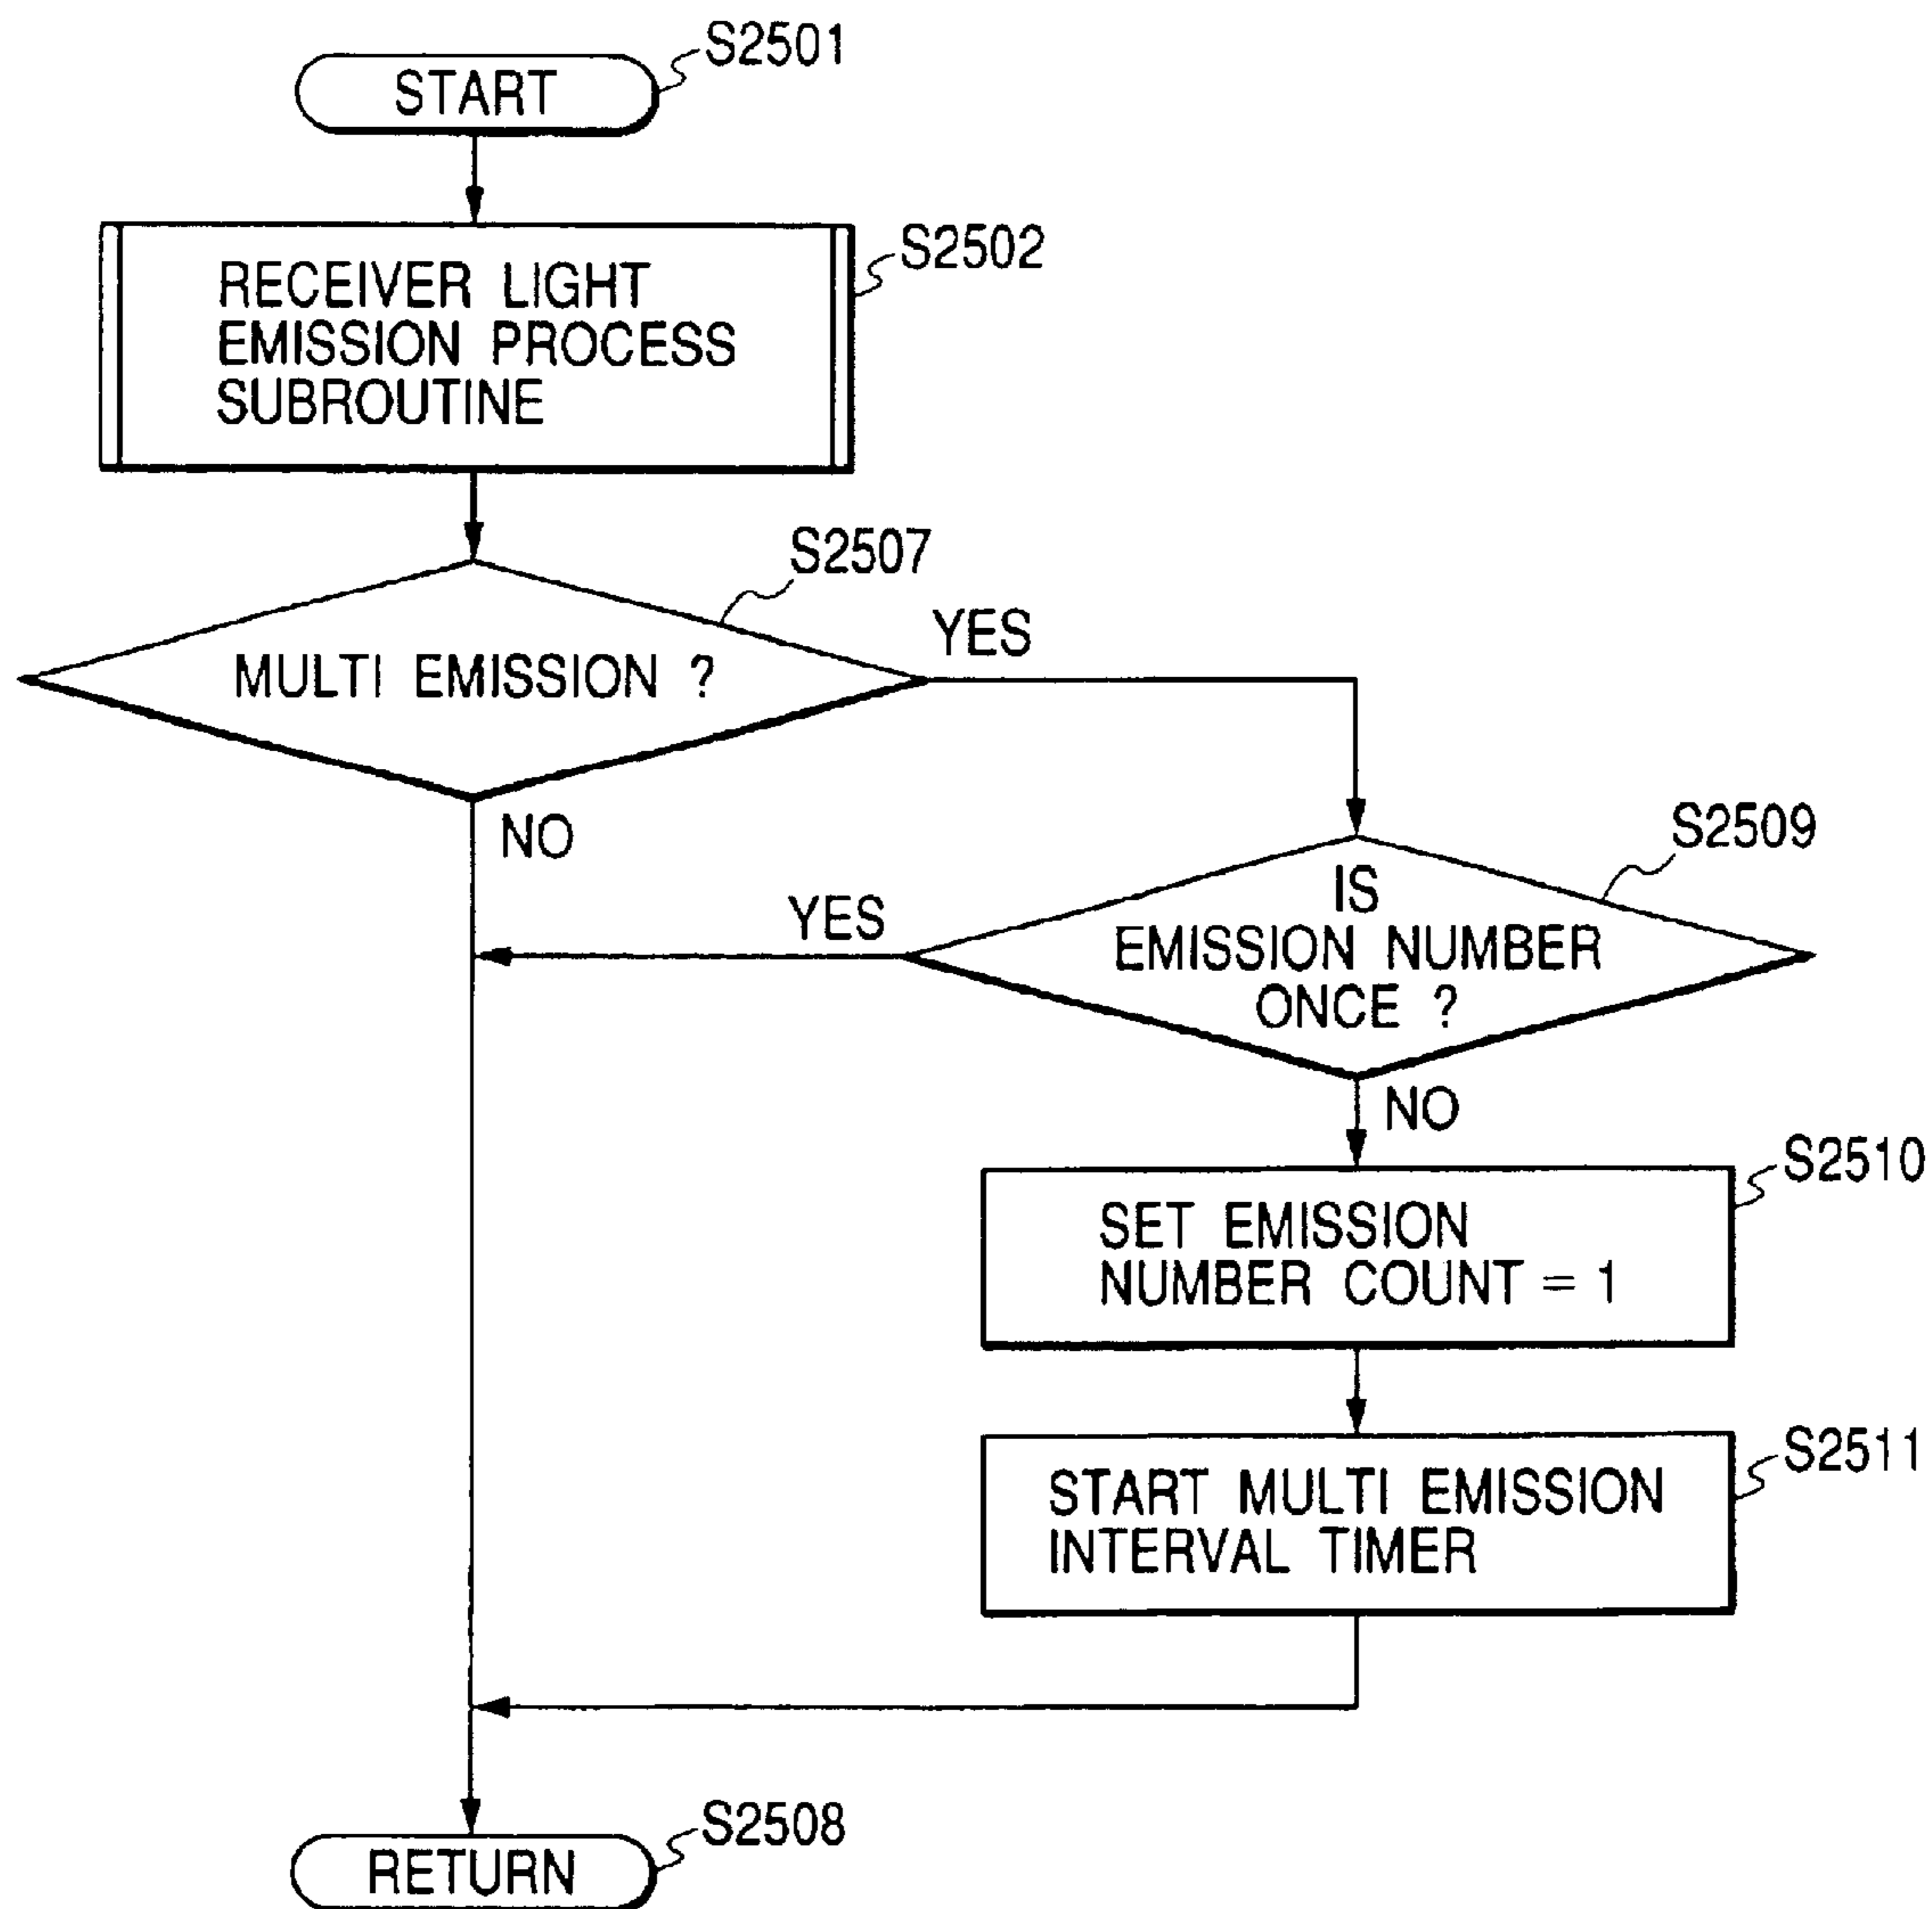 START
S2501
RECEIVER LIGHT
EMISSION PROCESS
SUBROUTINE
S2502
S2507
MULTI EMISSION ?
YES
NO
S2509
IS
EMISSION NUMBER
ONCE ?
YES
NO
S2510
SET EMISSION
NUMBER COUNT = 1
S2511
START MULTI EMISSION
INTERVAL TIMER
S2508
RETURN